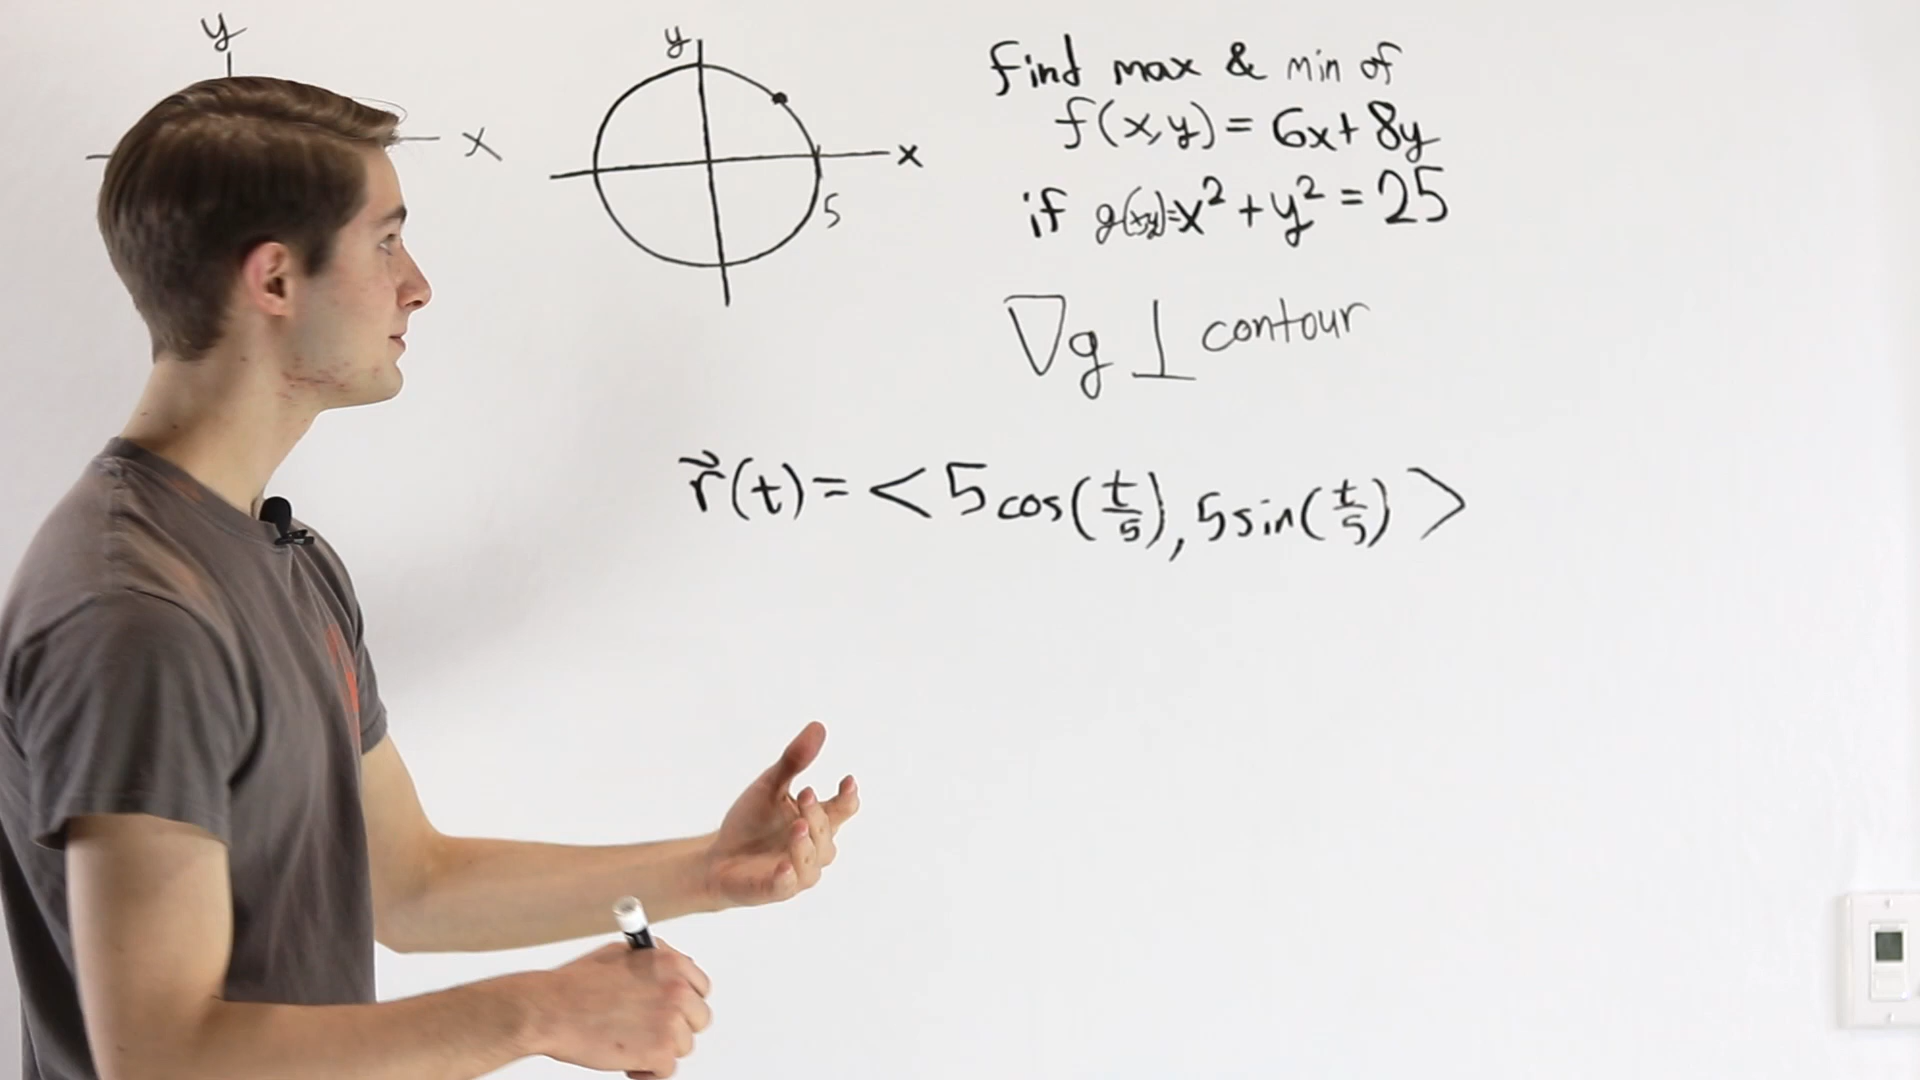 y
x
y
x
5
find max & min of
f(x,y) = 6x + 8y
if g(x,y)=x² + y² = 25
∇g ⊥ contour
r⃗(t) = <5cos(t/5), 5sin(t/5)>